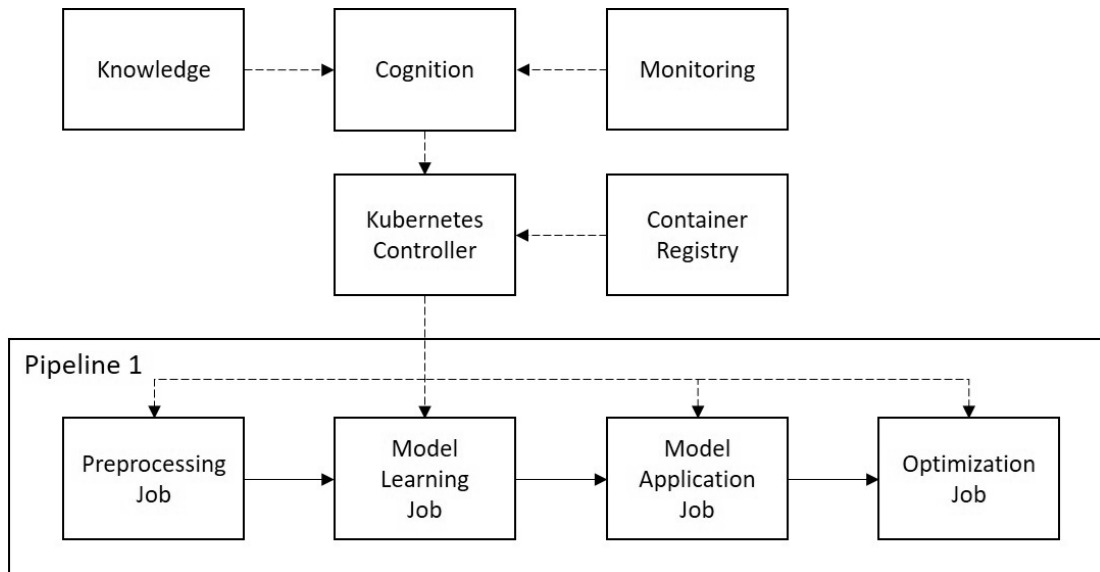 Knowledge
Cognition
Monitoring
Kubernetes
Controller
Container
Registry
Pipeline 1
Preprocessing
Job
Model
Learning
Job
Model
Application
Job
Optimization
Job